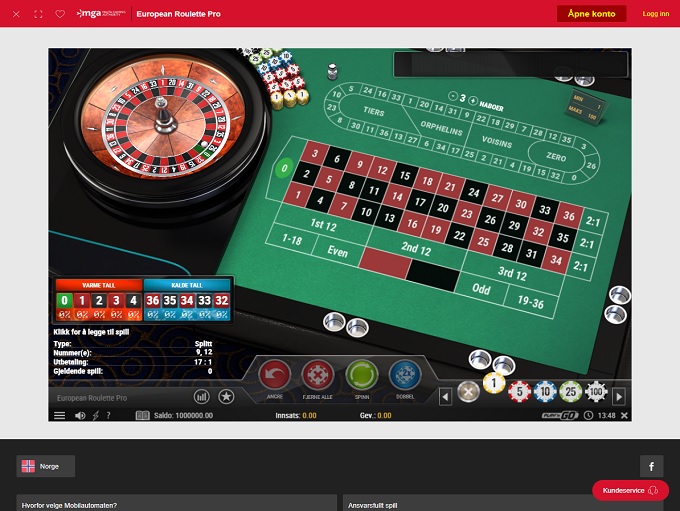 mga European Roulette Pro Åpne konto Logg inn
MIN 1
MAKS 100
3 NABOER
TIERS ORPHELINS VOISINS ZERO
0
3 6 9 12 15 18 21 24 27 30 33 36 2:1
2 5 8 11 14 17 20 23 26 29 32 35 2:1
1 4 7 10 13 16 19 22 25 28 31 34 2:1
1st 12 2nd 12 3rd 12
1-18 Even Odd 19-36
VARME TALL KALDE TALL
0 1 2 3 4 36 35 34 33 32
0% 0% 0% 0% 0% 0% 0% 0% 0% 0%
Klikk for å legge til spill
Type: Splitt
Nummer(e): 9, 12
Utbetaling: 17 : 1
Gjeldende spill: 0
ANGRE FJERNE ALLE SPINN DOBBEL
1 5 10 25 100
European Roulette Pro
Saldo: 1000000.00 Innsats: 0.00 Gev.: 0.00 PLAY'n GO 13:48
Norge
Kundeservice
Hvorfor velge Mobilautomaten? Ansvarsfullt spill